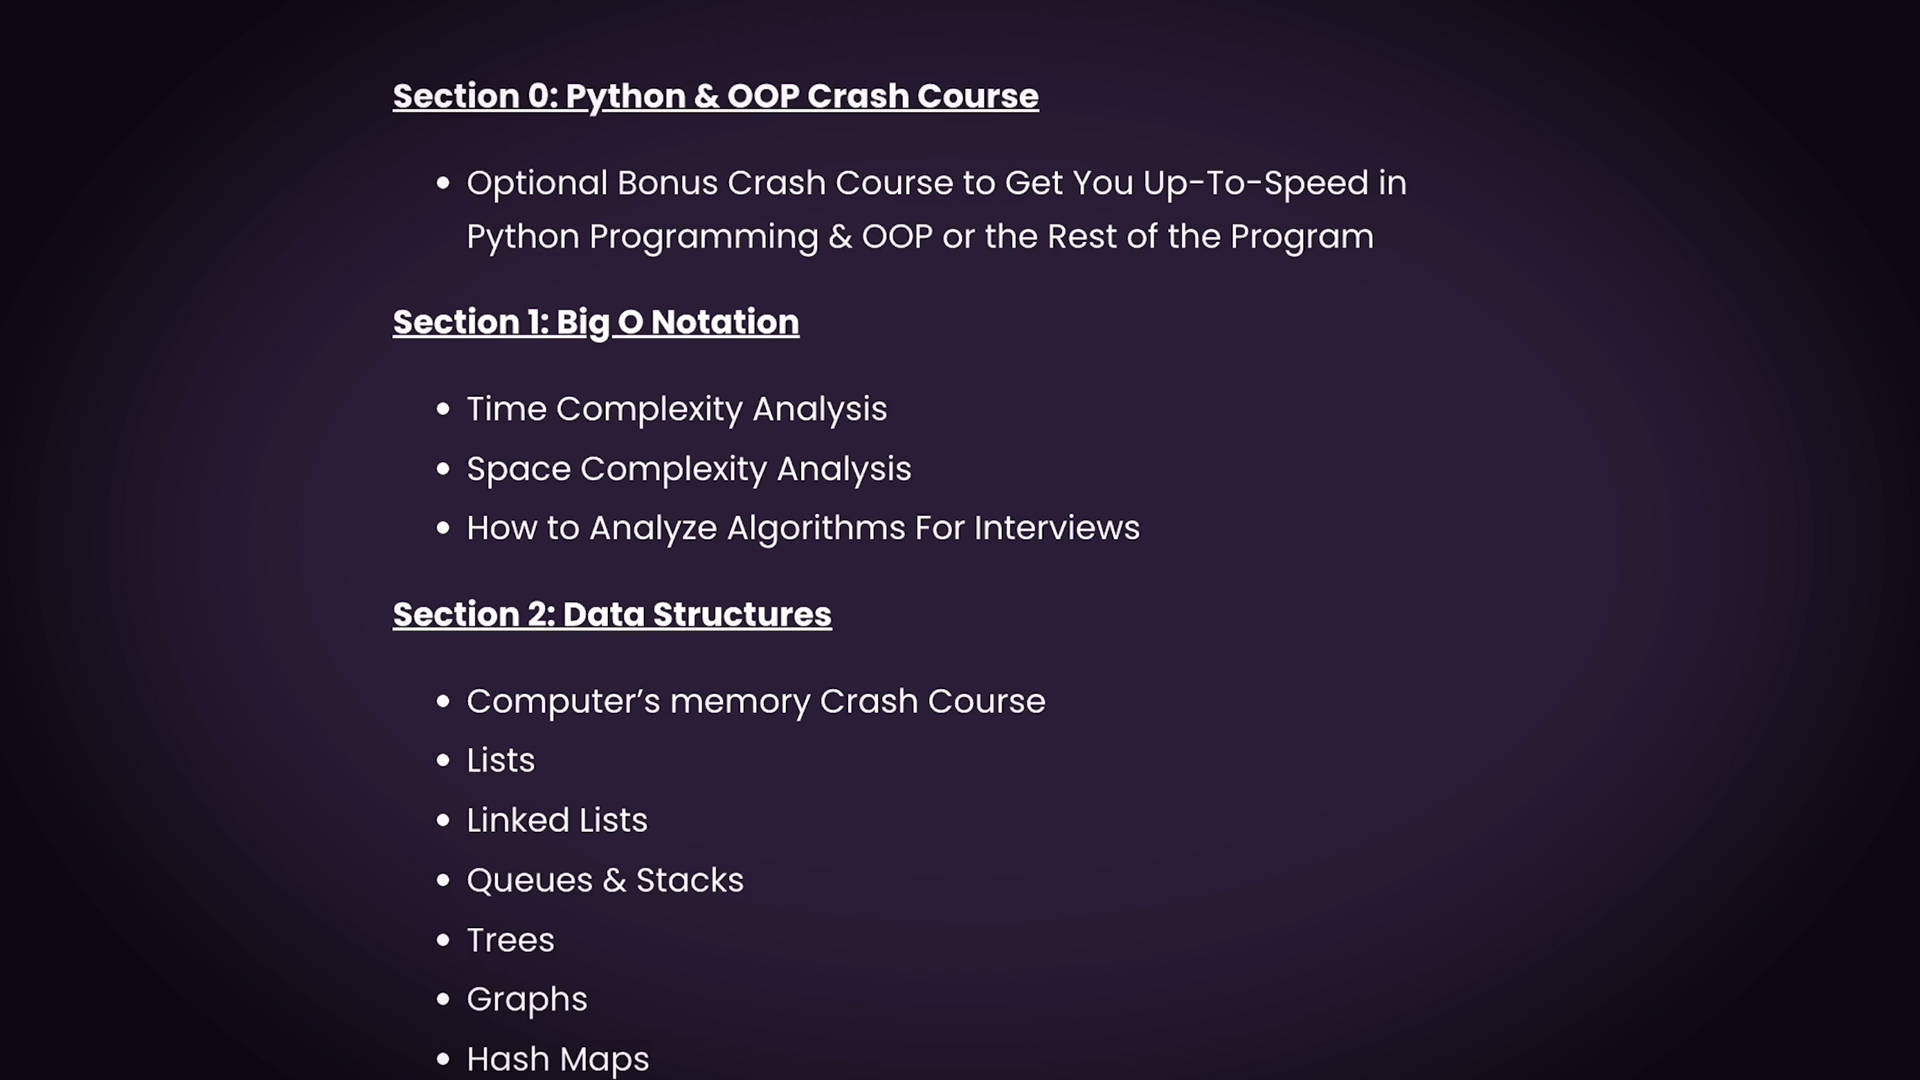 Section 0: Python & OOP Crash Course
• Optional Bonus Crash Course to Get You Up-To-Speed in
Python Programming & OOP or the Rest of the Program
Section 1: Big O Notation
• Time Complexity Analysis
• Space Complexity Analysis
• How to Analyze Algorithms For Interviews
Section 2: Data Structures
• Computer’s memory Crash Course
• Lists
• Linked Lists
• Queues & Stacks
• Trees
• Graphs
• Hash Maps